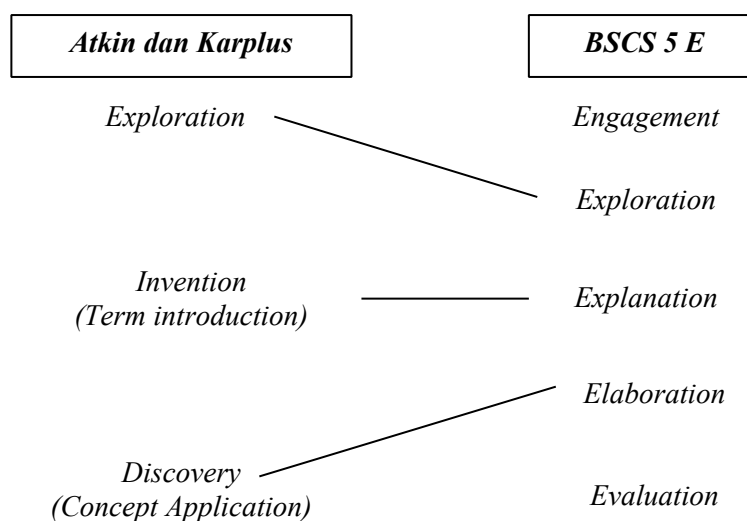 Atkin dan Karplus
BSCS 5 E
Exploration
Engagement
Exploration
Invention
(Term introduction)
Explanation
Elaboration
Discovery
(Concept Application)
Evaluation